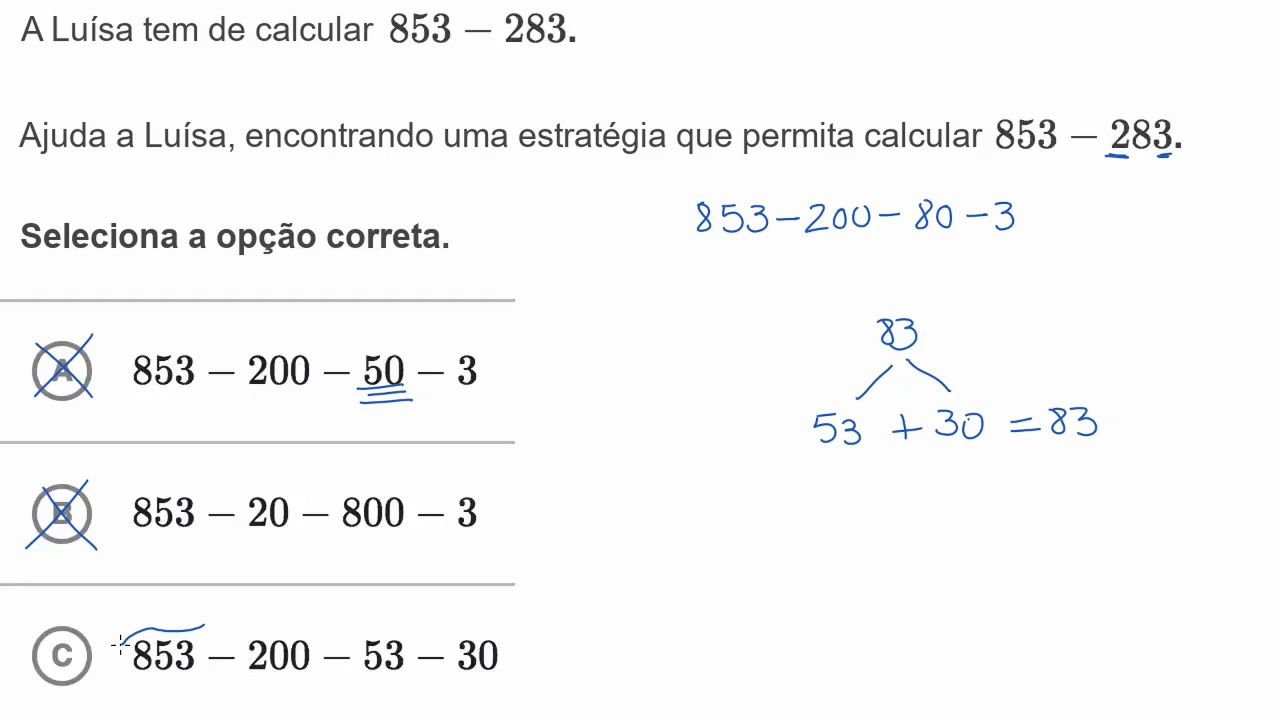 A Luísa tem de calcular 853 − 283.
Ajuda a Luísa, encontrando uma estratégia que permita calcular 853 − 283.
853 − 200 − 80 − 3
Seleciona a opção correta.
83
A 853 − 200 − 50 − 3
53 + 30 = 83
B 853 − 20 − 800 − 3
C 853 − 200 − 53 − 30